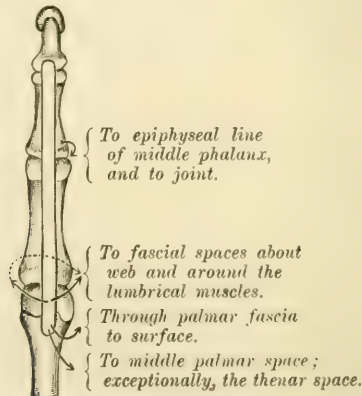 To epiphyseal line
of middle phalanx,
and to joint.
To fascial spaces about
web and around the
lumbrical muscles.
Through palmar fascia
to surface.
To middle palmar space;
exceptionally, the thenar space.